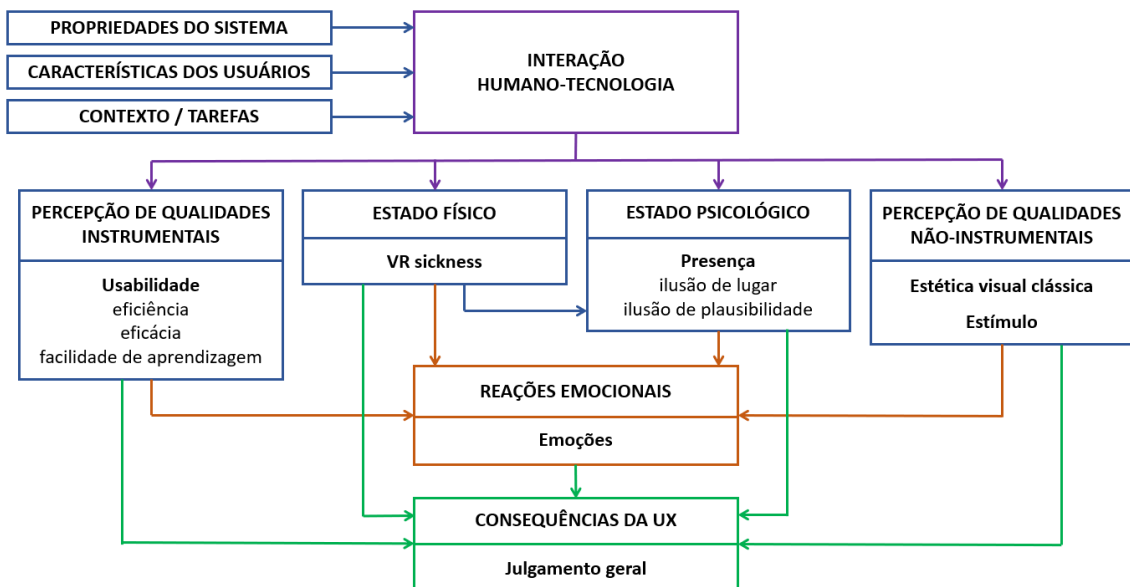 PROPRIEDADES DO SISTEMA
CARACTERÍSTICAS DOS USUÁRIOS
CONTEXTO / TAREFAS
INTERAÇÃO
HUMANO-TECNOLOGIA
PERCEPÇÃO DE QUALIDADES
INSTRUMENTAIS
Usabilidade
eficiência
eficácia
facilidade de aprendizagem
ESTADO FÍSICO
VR sickness
ESTADO PSICOLÓGICO
Presença
ilusão de lugar
ilusão de plausibilidade
PERCEPÇÃO DE QUALIDADES
NÃO-INSTRUMENTAIS
Estética visual clássica
Estímulo
REAÇÕES EMOCIONAIS
Emoções
CONSEQUÊNCIAS DA UX
Julgamento geral